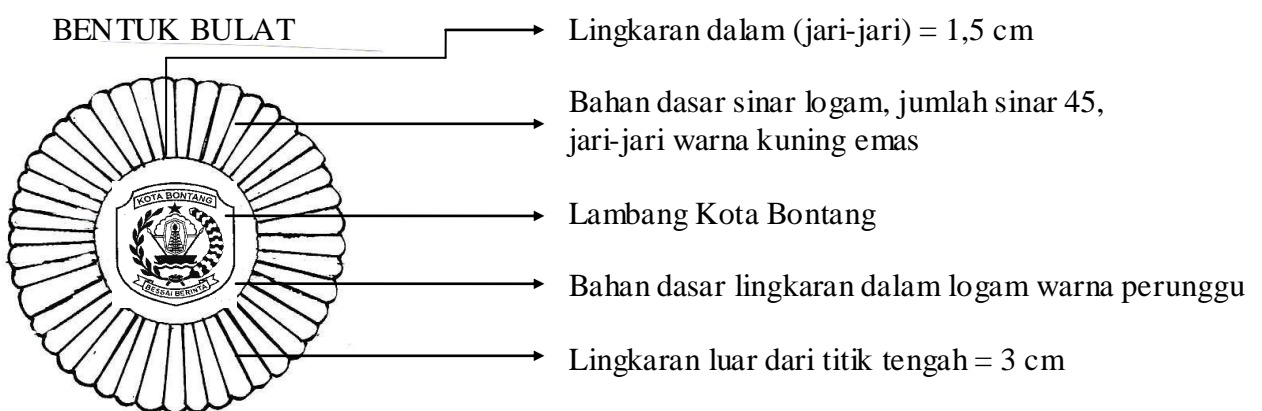 BENTUK BULAT
Lingkaran dalam (jari-jari) = 1,5 cm
Bahan dasar sinar logam, jumlah sinar 45,
jari-jari warna kuning emas
KOTA BONTANG
Lambang Kota Bontang
BESSAI BERINTA
Bahan dasar lingkaran dalam logam warna perunggu
Lingkaran luar dari titik tengah = 3 cm